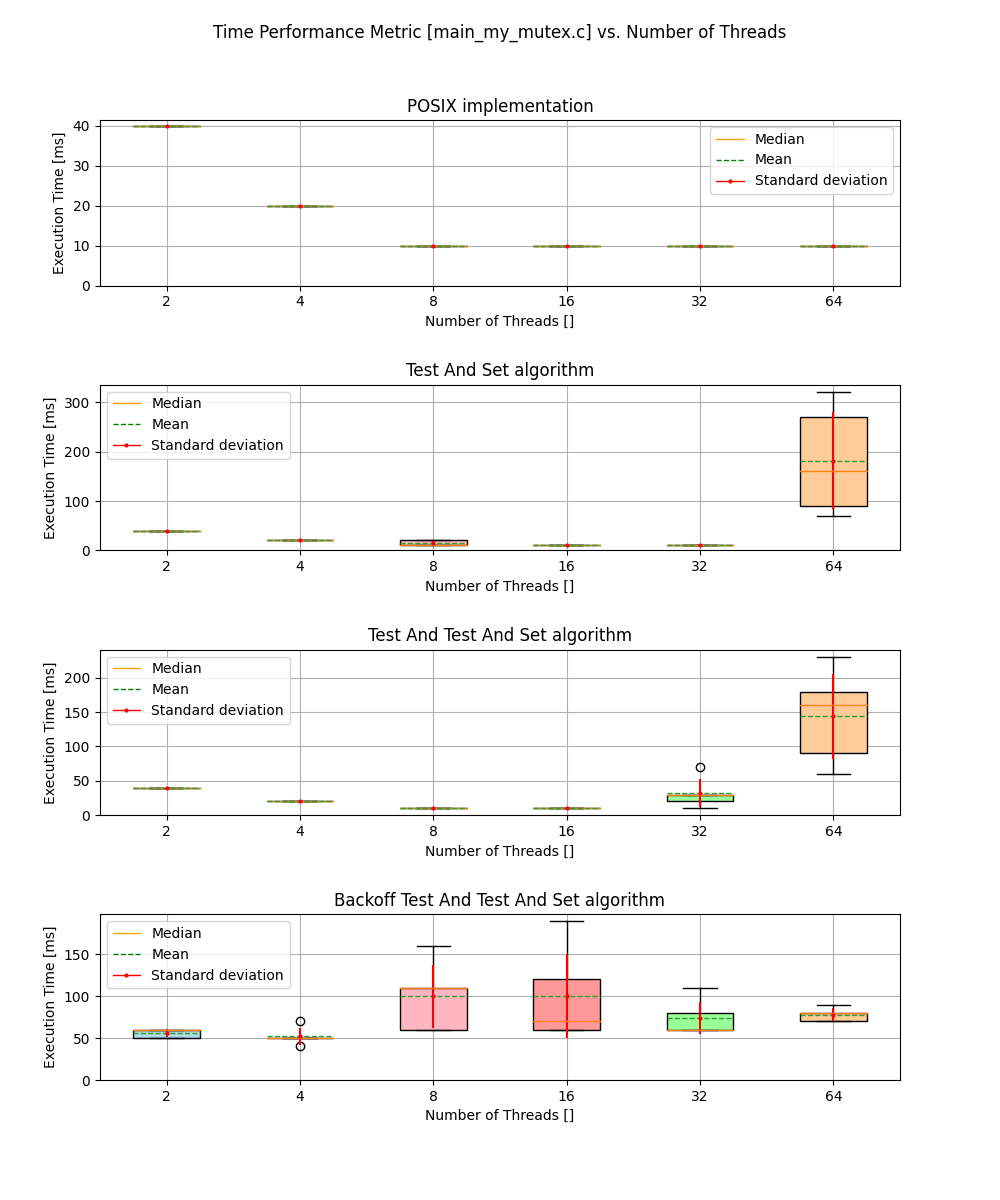 Time Performance Metric [main_my_mutex.c] vs. Number of Threads
POSIX implementation
Execution Time [ms]
40
30
20
10
0
Median
Mean
Standard deviation
2 4 8 16 32 64
Number of Threads []
Test And Set algorithm
Execution Time [ms]
300
200
100
0
Median
Mean
Standard deviation
2 4 8 16 32 64
Number of Threads []
Test And Test And Set algorithm
Execution Time [ms]
200
150
100
50
0
Median
Mean
Standard deviation
2 4 8 16 32 64
Number of Threads []
Backoff Test And Test And Set algorithm
Execution Time [ms]
150
100
50
0
Median
Mean
Standard deviation
2 4 8 16 32 64
Number of Threads []